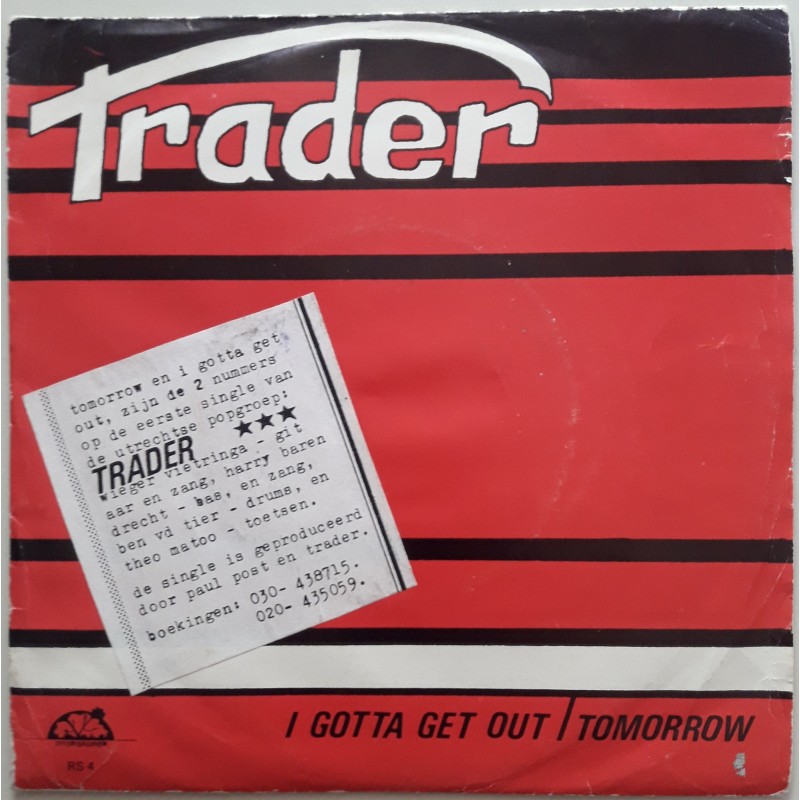 Trader
tomorrow en i gotta get
out, zijn de 2 nummers
op de eerste single van
de utrechtse popgroep:
TRADER ★★★
wieger vietringa - git
aar en zang, harry baren
drecht - bas, en zang,
ben vd tier - drums, en
theo matoo - toetsen.
de single is geproduceerd
door paul post en trader.
boekingen: 030- 438715.
020- 435059.
I GOTTA GET OUT / TOMORROW
RS 4